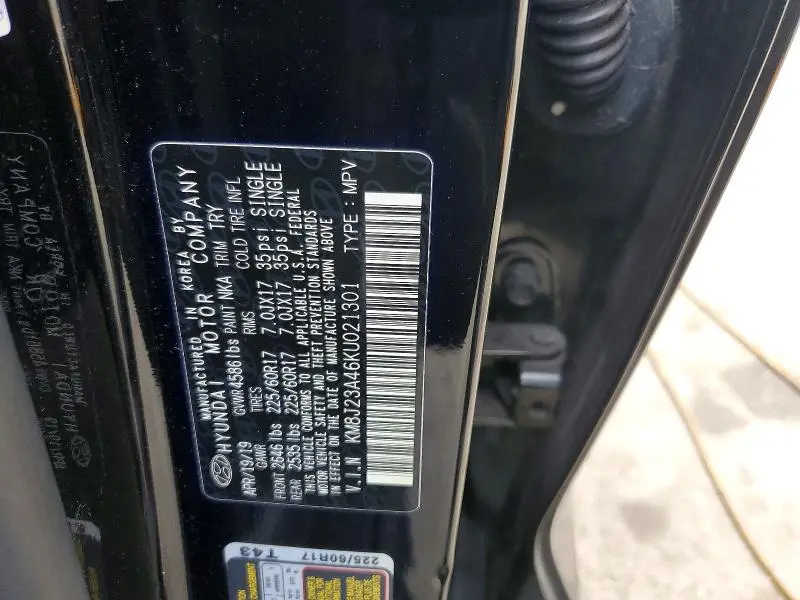 MANUFACTURED IN KOREA BY
HYUNDAI MOTOR COMPANY
APR/19/19 GVWR 4586 lbs PAINT NKA TRIM TRY
GAWR TIRES RIMS COLD TIRE INFL
FRONT 2646 lbs 225/60R17 7.0JX17 35psi SINGLE
REAR 2535 lbs 225/60R17 7.0JX17 35psi SINGLE
THIS VEHICLE CONFORMS TO ALL APPLICABLE U.S.A. FEDERAL
MOTOR VEHICLE SAFETY AND THEFT PREVENTION STANDARDS
IN EFFECT ON THE DATE OF MANUFACTURE SHOWN ABOVE
V.I.N KM8J23A46KU021301 TYPE : MPV
225/60R17
T43